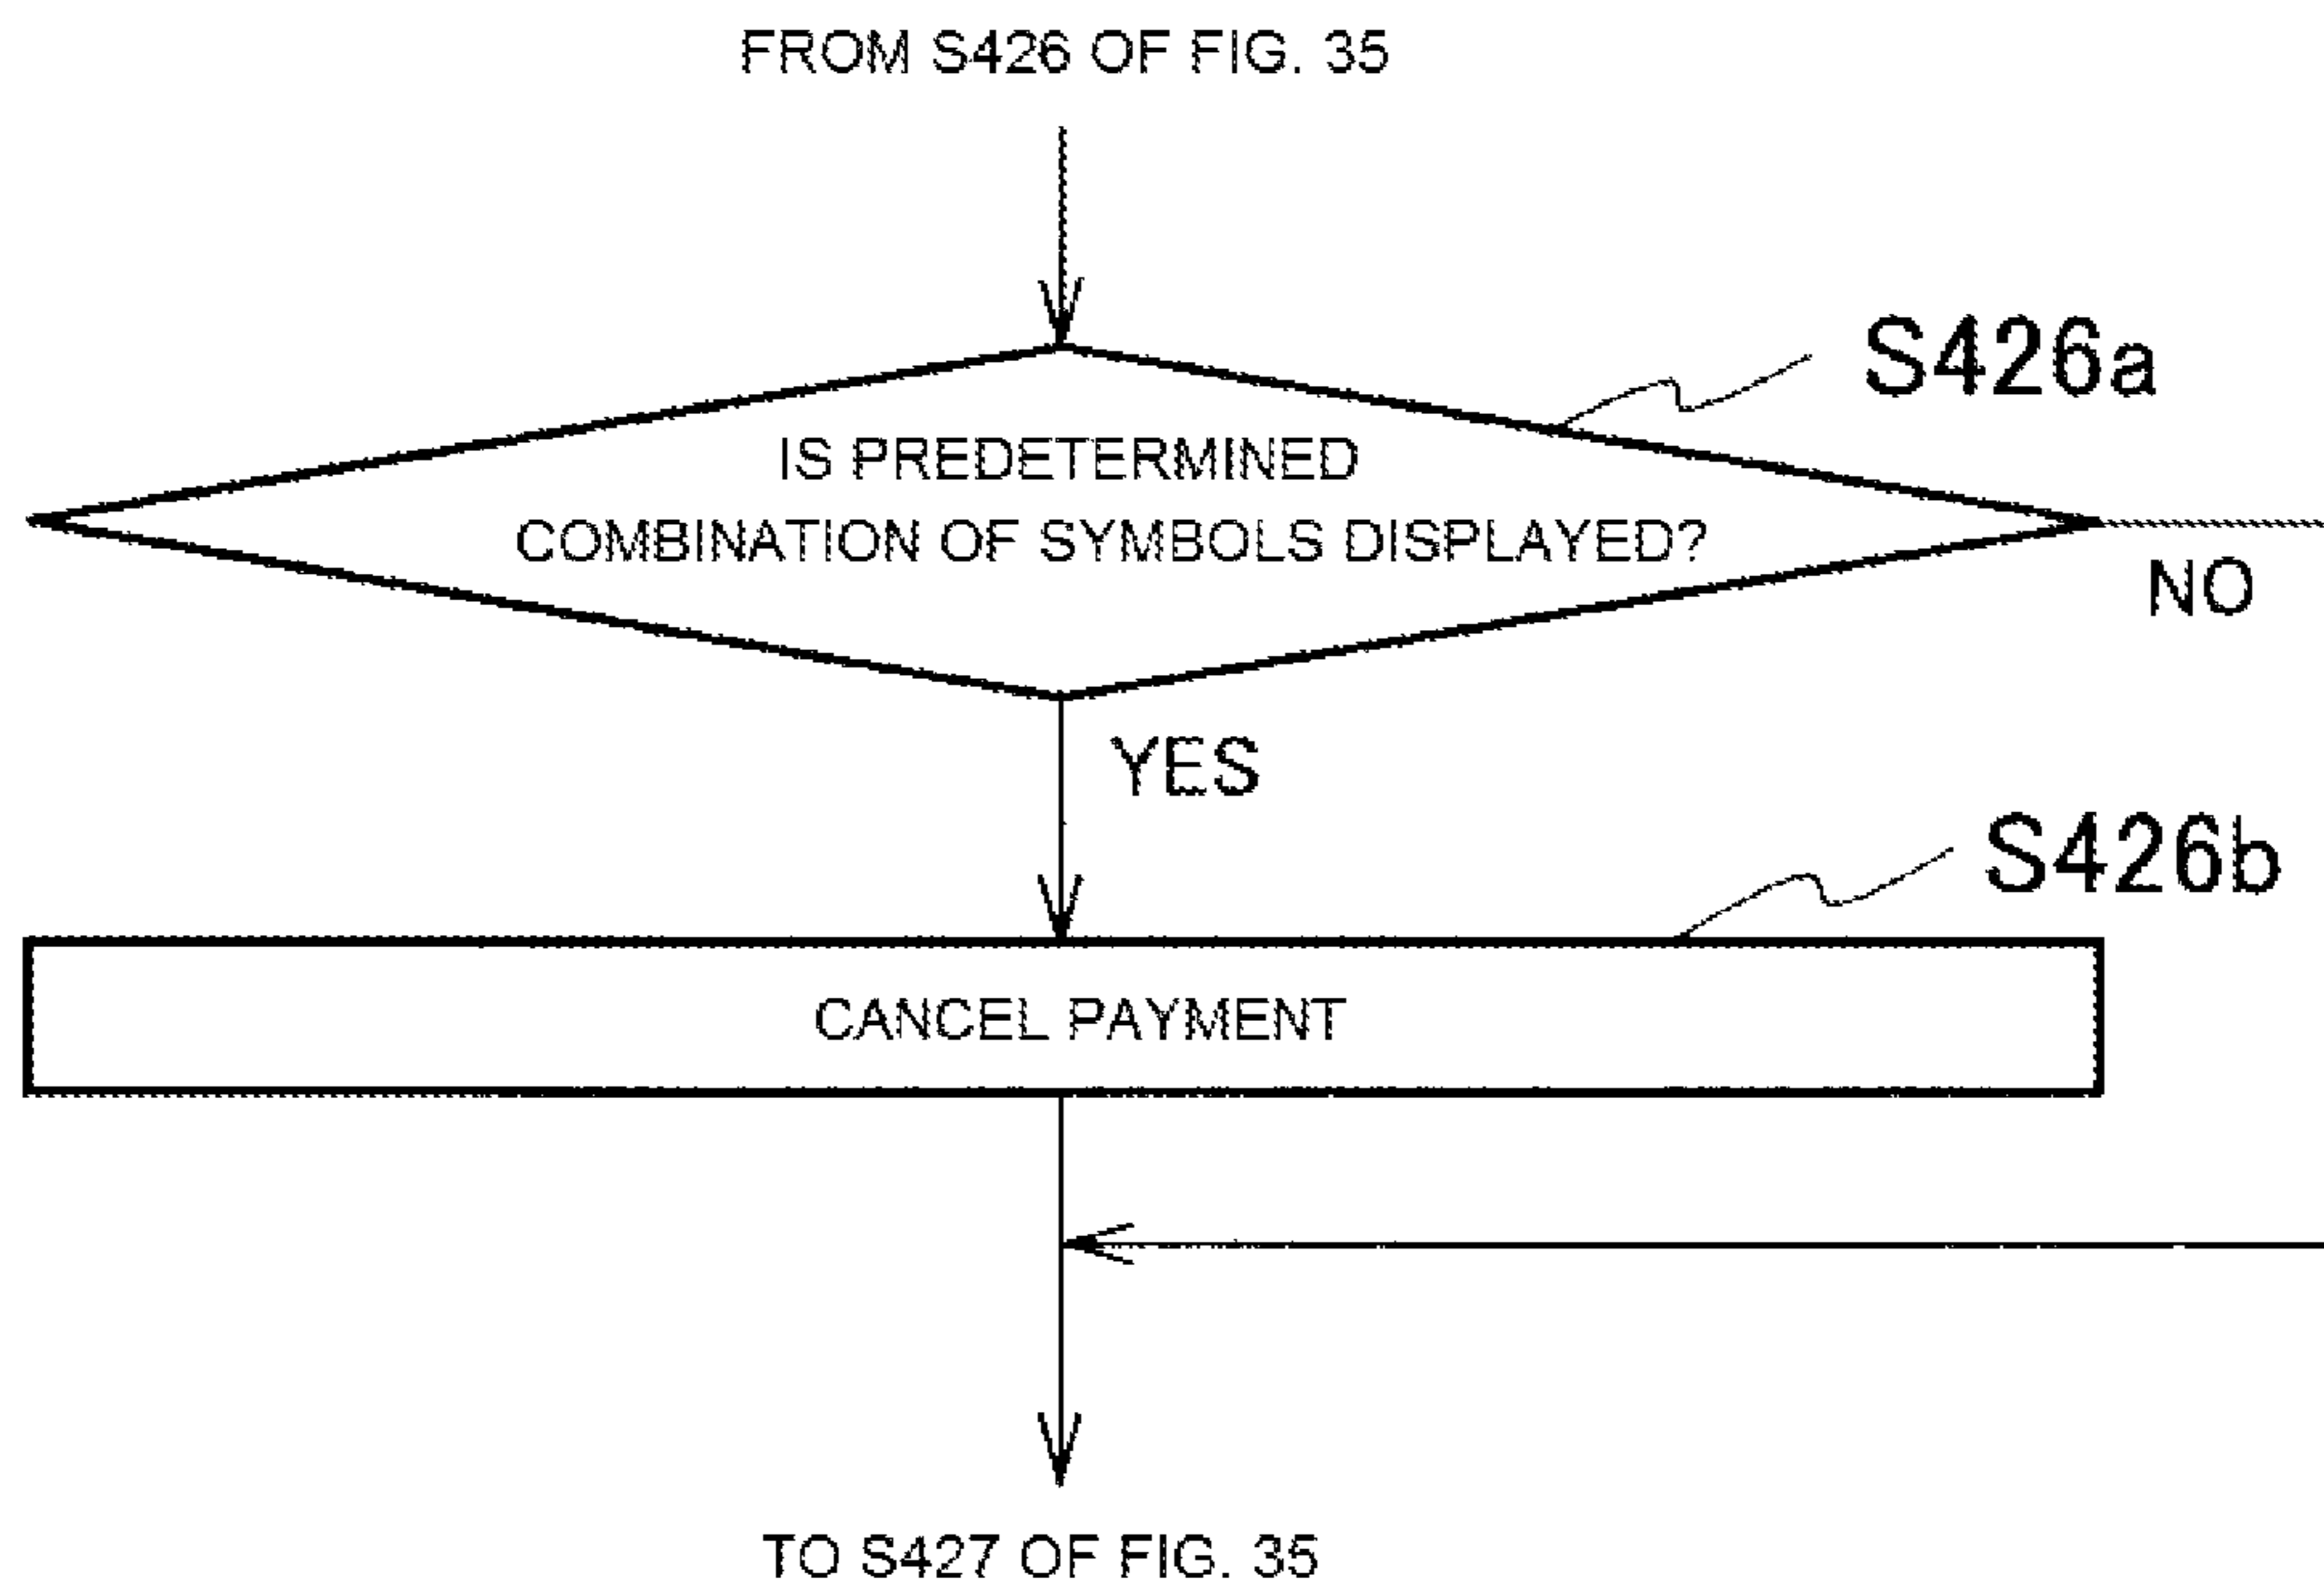 FROM S426 OF FIG. 35
S426a
IS PREDETERMINED
COMBINATION OF SYMBOLS DISPLAYED?
NO
YES
S426b
CANCEL PAYMENT
TO S427 OF FIG. 35